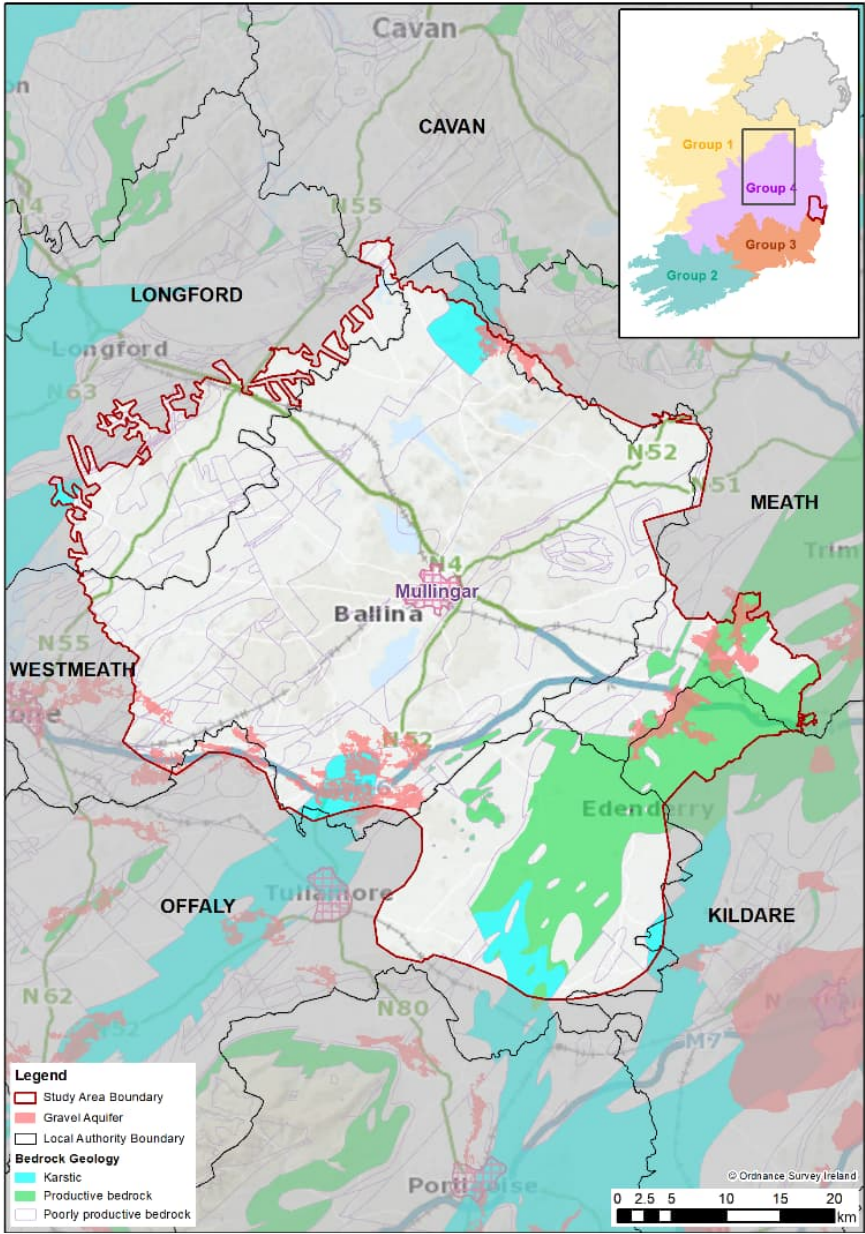 Cavan
CAVAN
Group 1
Group 4
Group 3
Group 2
N4
N55
LONGFORD
Longford
N63
N52
N51
MEATH
Trim
N4
Mullingar
Ballina
N55
WESTMEATH
N52
Edenderry
OFFALY
Tullamore
KILDARE
N62
N80
M7
Legend
Study Area Boundary
Gravel Aquifer
Local Authority Boundary
Bedrock Geology
Karstic
Productive bedrock
Poorly productive bedrock
© Ordnance Survey Ireland
0 2.5 5 10 15 20
km